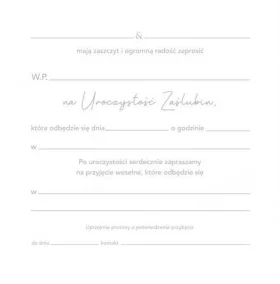 &
mają zaszczyt i ogromną radość zaprosić
W.P.
na Uroczystość Zaślubin,
które odbędzie się dnia o godzinie
w
Po uroczystości serdecznie zapraszamy
na przyjęcie weselne, które odbędzie się
w
Uprzejmie prosimy o potwierdzenie przybycia
do dnia kontakt